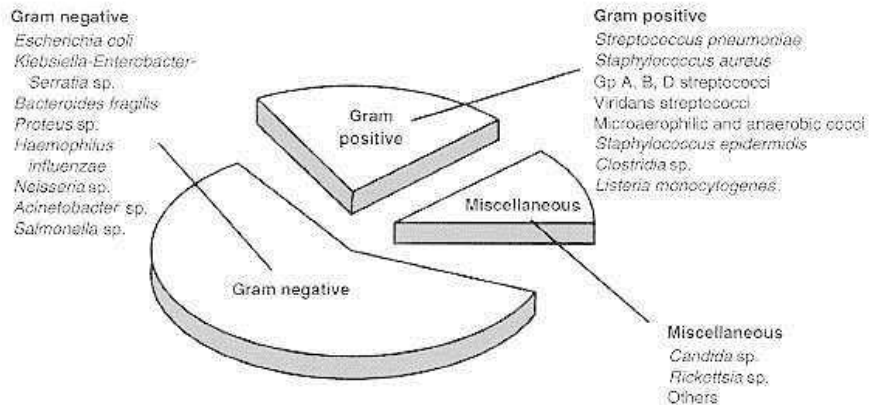 Gram negative
Escherichia coli
Klebsiella-Enterobacter-
Serratia sp.
Bacteroides fragilis
Proteus sp.
Haemophilus
influenzae
Neisseria sp.
Acinetobacter sp.
Salmonella sp.
Gram positive
Streptococcus pneumoniae
Staphylococcus aureus
Gp A, B, D streptococci
Viridans streptococci
Microaerophilic and anaerobic cocci
Staphylococcus epidermidis
Clostridia sp.
Listeria monocytogenes.
Gram
positive
Miscellaneous
Gram negative
Miscellaneous
Candida sp.
Rickettsia sp.
Others